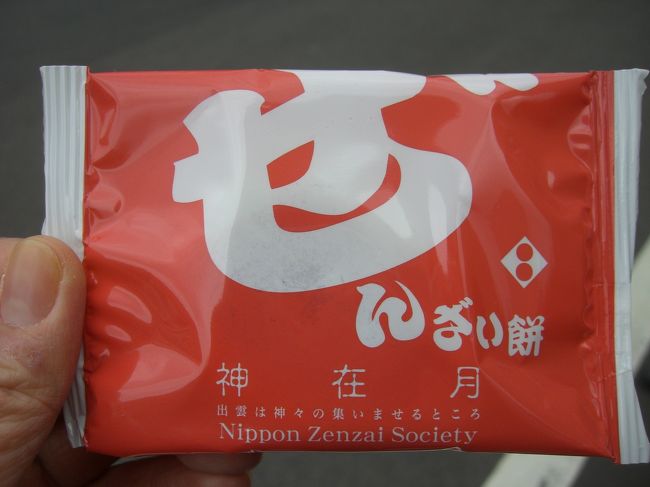 ぜ
んざい餅
神在月
出雲は神々の集いませるところ
Nippon Zenzai Society